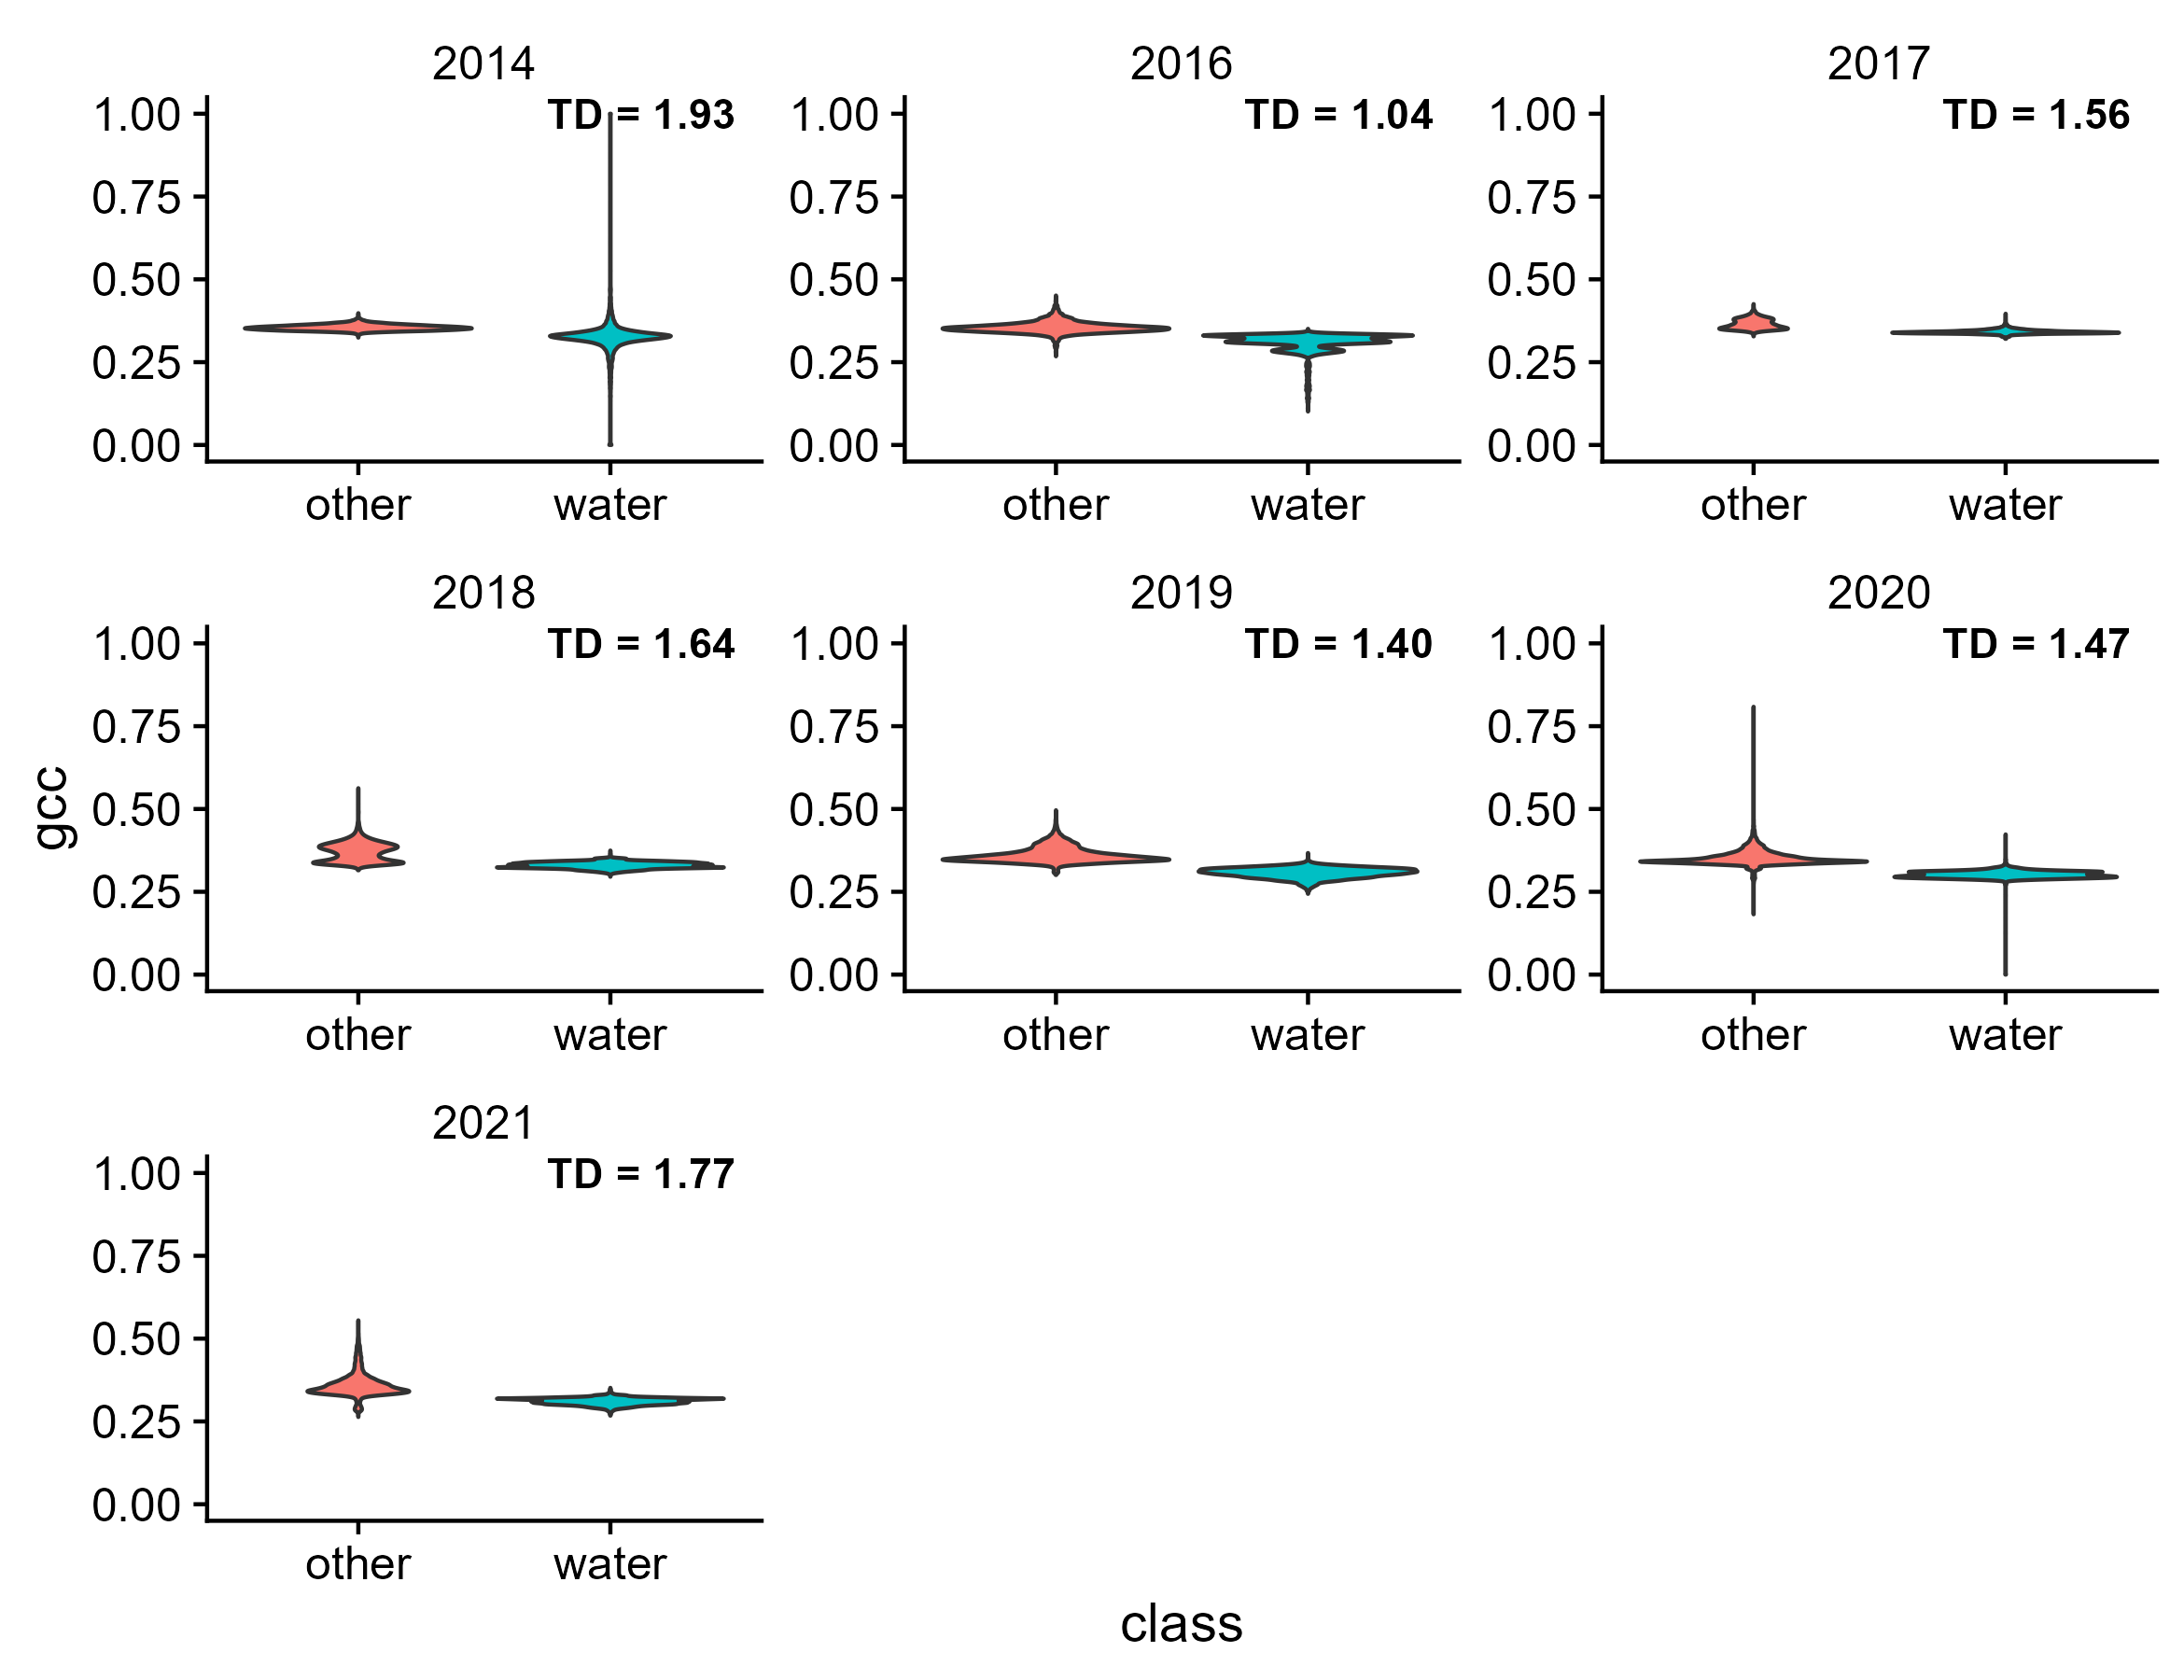 2014 2016 2017
TD = 1.93 TD = 1.04 TD = 1.56
1.00 1.00 1.00
0.75 0.75 0.75
0.50 0.50 0.50
0.25 0.25 0.25
0.00 0.00 0.00
other water other water other water
2018 2019 2020
TD = 1.64 TD = 1.40 TD = 1.47
1.00 1.00 1.00
0.75 0.75 0.75
gcc
0.50 0.50 0.50
0.25 0.25 0.25
0.00 0.00 0.00
other water other water other water
2021
TD = 1.77
1.00
0.75
0.50
0.25
0.00
other water
class